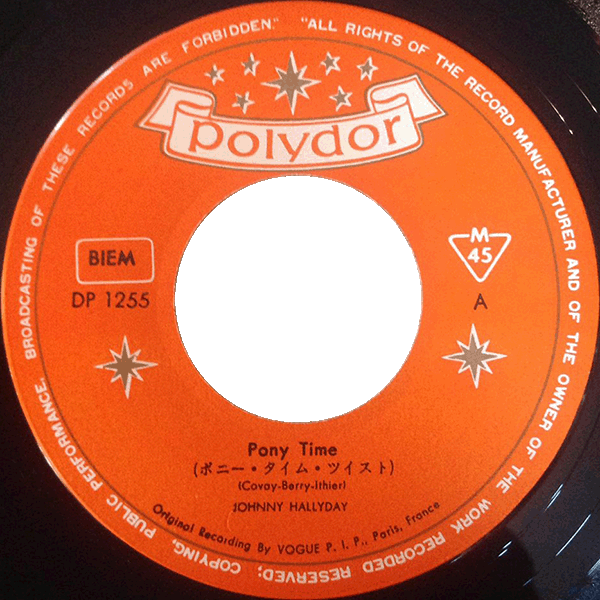 "ALL RIGHTS OF THE RECORD MANUFACTURER AND OF THE OWNER OF THE WORK RECORDED RESERVED; COPYING, PUBLIC PERFORMANCE, BROADCASTING OF THESE RECORDS ARE FORBIDDEN."
polydor
BIEM
DP 1255
M
45
A
Pony Time
(ポニー・タイム・ツイスト)
(Covay-Berry-Ithier)
JOHNNY HALLYDAY
Original Recording By VOGUE P. I. P., Paris, France